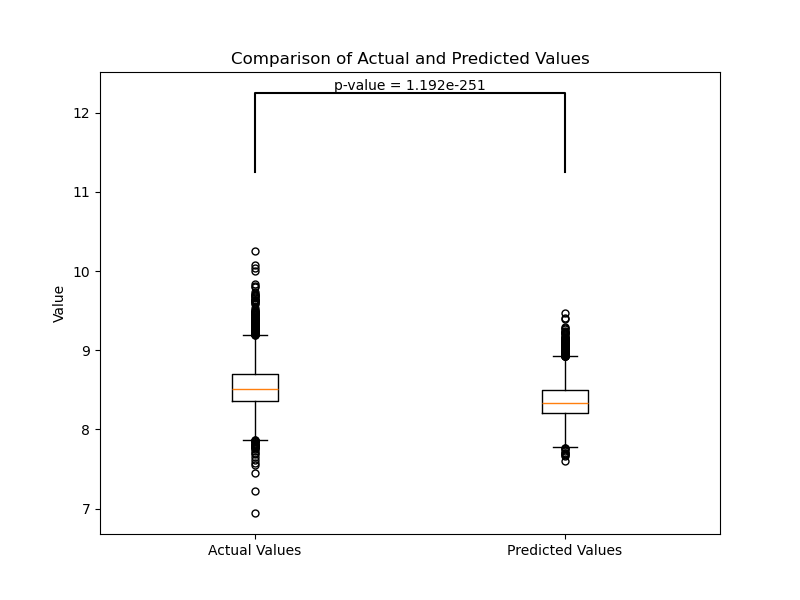 Comparison of Actual and Predicted Values
p-value = 1.192e-251
12
11
10
9
8
7
Value
Actual Values
Predicted Values